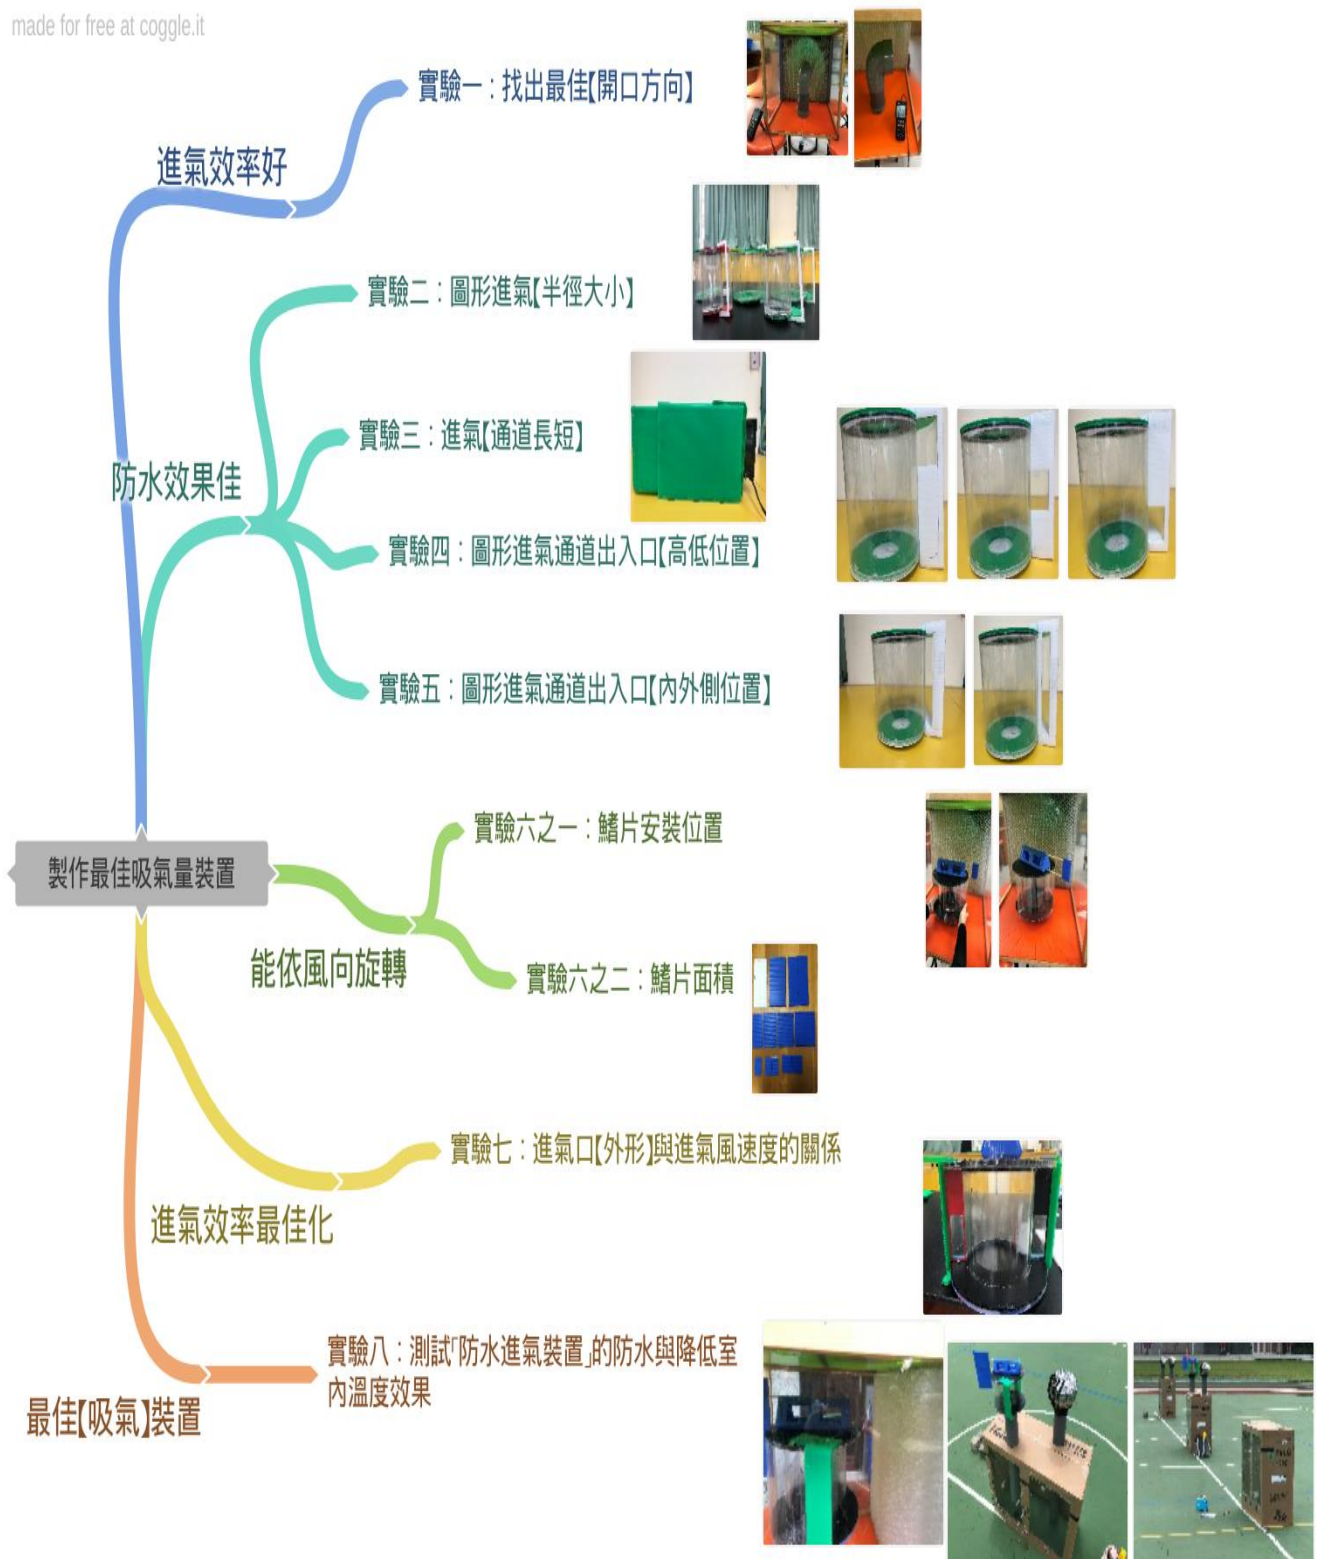 made for free at coggle.it
實驗一：找出最佳【開口方向】
進氣效率好
實驗二：圖形進氣【半徑大小】
實驗三：進氣【通道長短】
防水效果佳
實驗四：圖形進氣通道出入口【高低位置】
實驗五：圖形進氣通道出入口【內外側位置】
實驗六之一：鰭片安裝位置
製作最佳吸氣量裝置
能依風向旋轉
實驗六之二：鰭片面積
實驗七：進氣口【外形】與進氣風速度的關係
進氣效率最佳化
實驗八：測試「防水進氣裝置」的防水與降低室
內溫度效果
最佳【吸氣】裝置